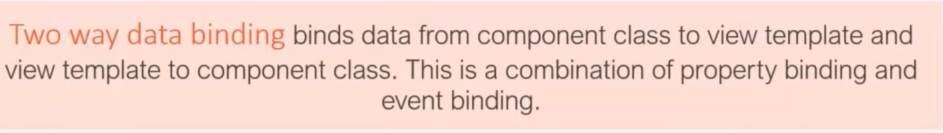 Two way data binding binds data from component class to view template and
view template to component class. This is a combination of property binding and
event binding.